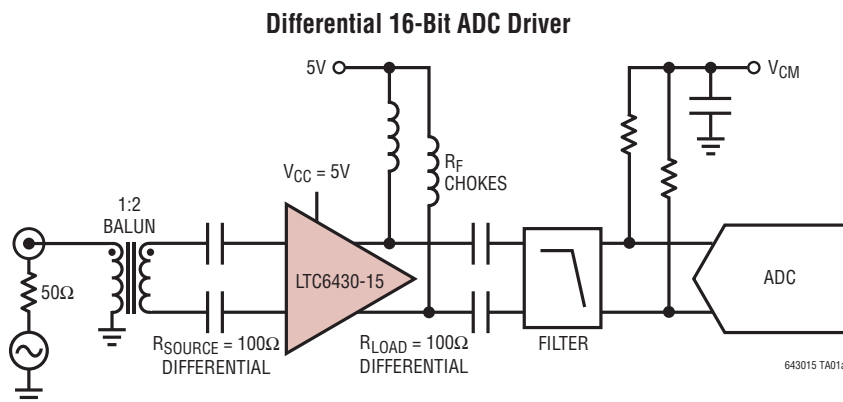 Differential 16-Bit ADC Driver
5V
VCM
RF
CHOKES
VCC = 5V
1:2
BALUN
50Ω
LTC6430-15
ADC
RSOURCE = 100Ω
DIFFERENTIAL
RLOAD = 100Ω
DIFFERENTIAL
FILTER
643015 TA01a